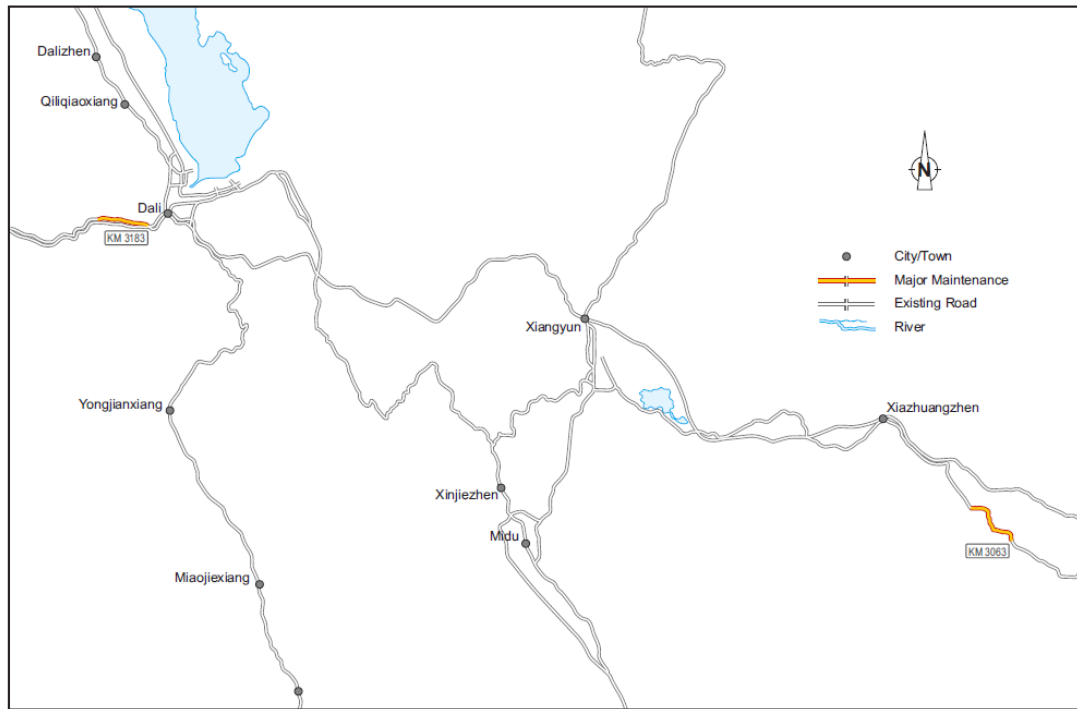 Dalizhen
Qiliqiaoxiang
N
Dali
KM 3183
City/Town
Major Maintenance
Existing Road
River
Xiangyun
Yongjianxiang
Xiazhuangzhen
Xinjiezhen
Midu
KM 3063
Miaojiexiang